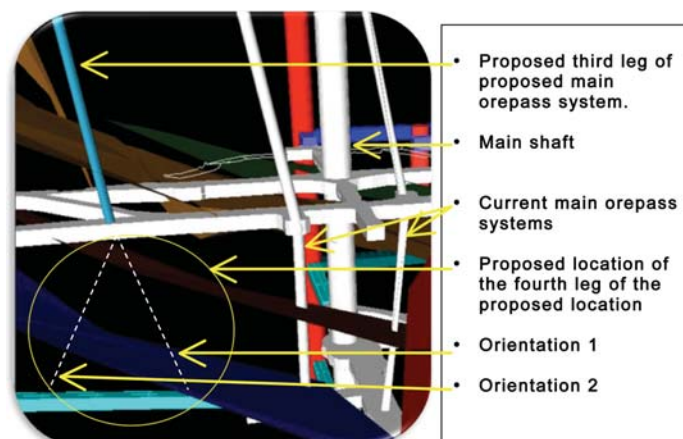 • Proposed third leg of
proposed main
orepass system.
• Main shaft
• Current main orepass
systems
• Proposed location of
the fourth leg of the
proposed location
• Orientation 1
• Orientation 2